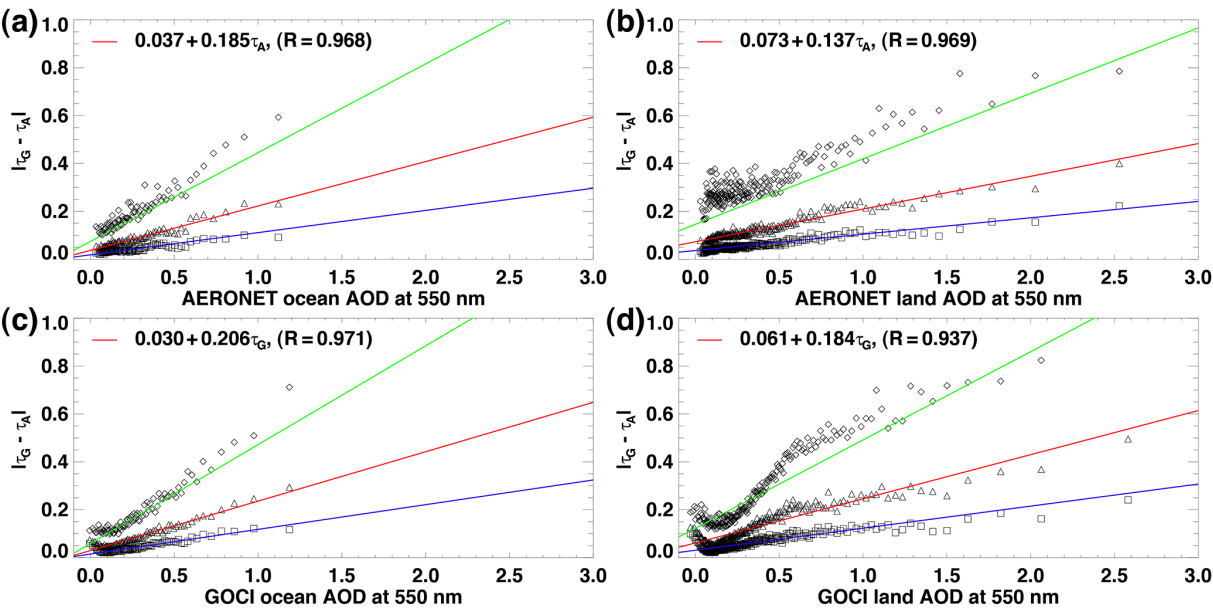 (a)
0.037+0.185τA, (R=0.968)
1.0
0.8
0.6
0.4
0.2
0.0
|τG - τA|
0.0 0.5 1.0 1.5 2.0 2.5 3.0
AERONET ocean AOD at 550 nm
(b)
0.073+0.137τA, (R=0.969)
1.0
0.8
0.6
0.4
0.2
0.0
|τG - τA|
0.0 0.5 1.0 1.5 2.0 2.5 3.0
AERONET land AOD at 550 nm
(c)
0.030+0.206τG, (R=0.971)
1.0
0.8
0.6
0.4
0.2
0.0
|τG - τA|
0.0 0.5 1.0 1.5 2.0 2.5 3.0
GOCI ocean AOD at 550 nm
(d)
0.061+0.184τG, (R=0.937)
1.0
0.8
0.6
0.4
0.2
0.0
|τG - τA|
0.0 0.5 1.0 1.5 2.0 2.5 3.0
GOCI land AOD at 550 nm